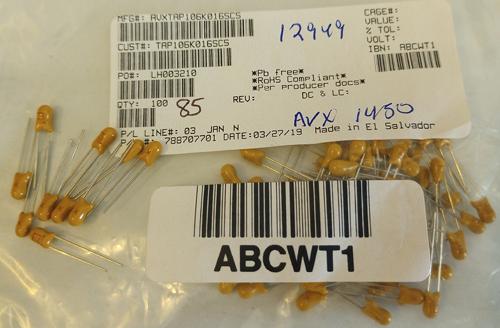 MFG#: AVXTAP106K016SCS
CAGE#:
VALUE:
% TOL:
VOLT:
IBN: ABCWT1
12949
CUST#: TAP106K016SCS
PO#: LH003210
*Pb free*
*RoHS Compliant*
*Per producer docs*
QTY: 100
85
REV:
DC & LC:
AVX 1450
P/L LINE#: 03 JAN N
788707701 DATE:03/27/19 Made in El Salvador
ABCWT1